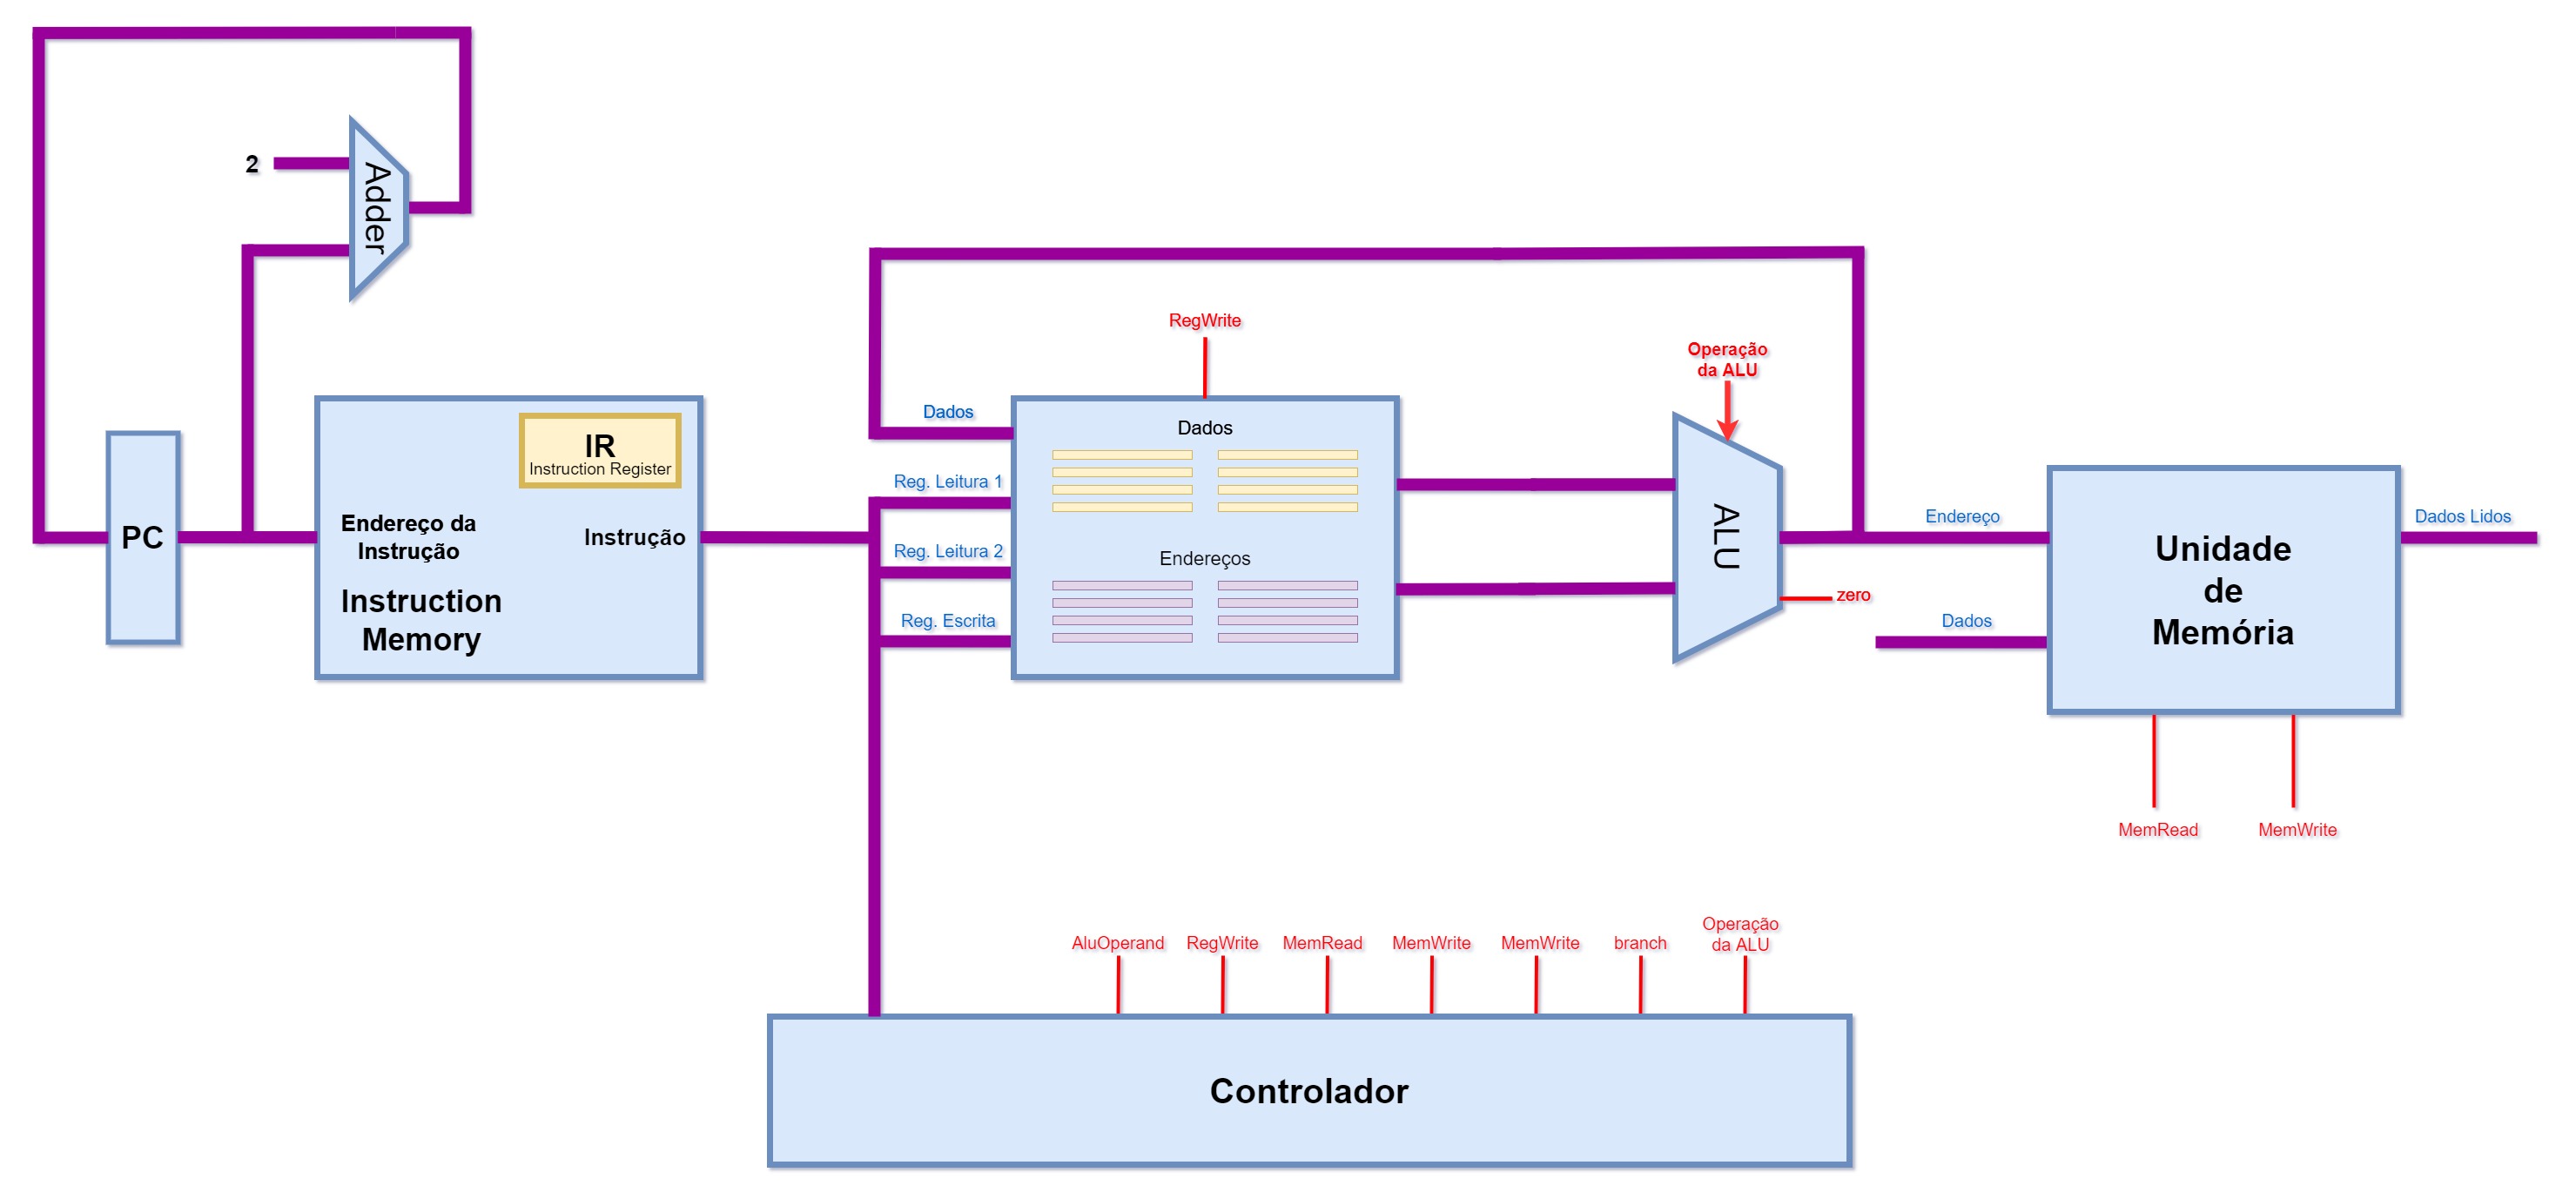 2
Adder
PC
IR
Instruction Register
Endereço da
Instrução
Instrução
Instruction
Memory
RegWrite
Dados
Reg. Leitura 1
Reg. Leitura 2
Reg. Escrita
Dados
Endereços
Operação
da ALU
ALU
zero
Endereço
Dados
Unidade
de
Memória
Dados Lidos
MemRead
MemWrite
AluOperand
RegWrite
MemRead
MemWrite
MemWrite
branch
Operação
da ALU
Controlador